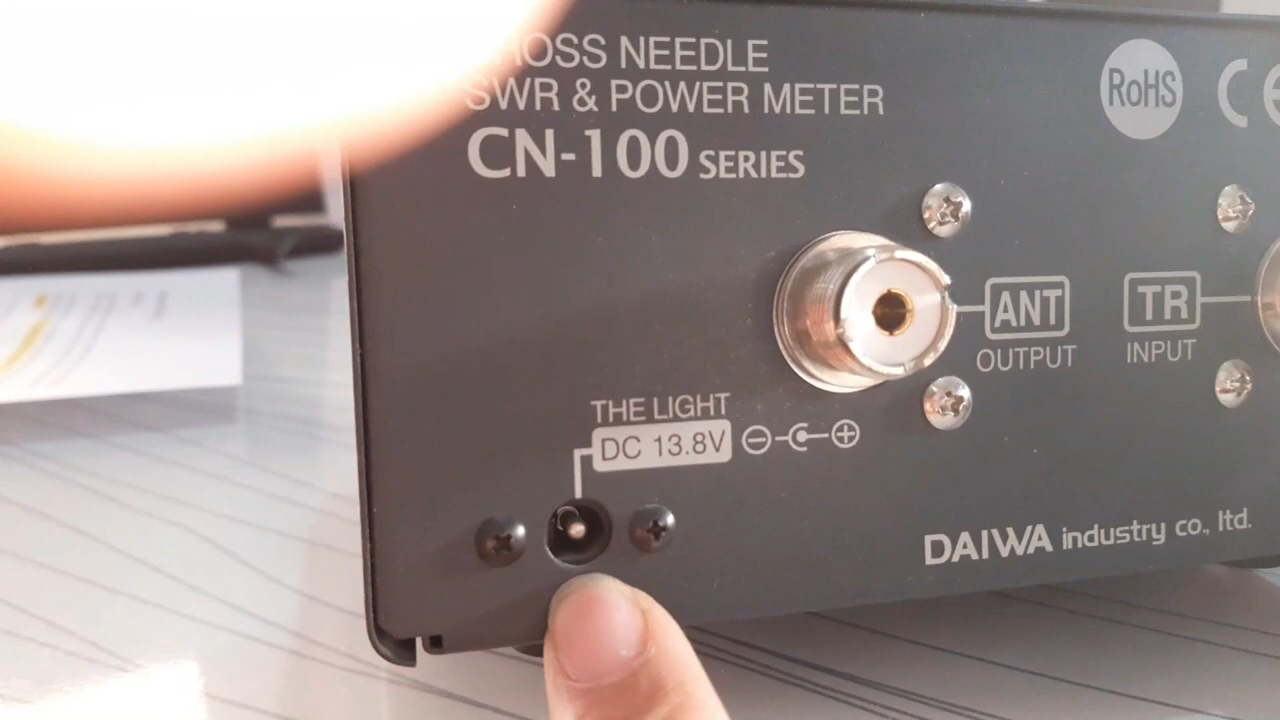 NEEDLE
SWR & POWER METER
CN-100 SERIES
RoHS
CE
ANT
OUTPUT
TR
INPUT
THE LIGHT
DC 13.8V
DAIWA industry co., ltd.